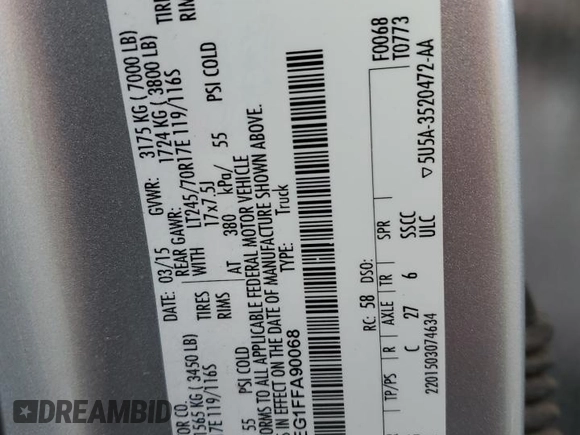 OR CO.
DATE: 03/15
GVWR: 3175 KG ( 7000 LB)
1565 KG ( 3450 LB)
REAR GAWR:
1724 KG ( 3800 LB)
7E 119/116S
TIRES
WITH
LT245/70R17E 119/116S
TIRE
RIMS
17x7.5J
RIM
55
PSI COLD
AT
380
kPa/
55
PSI COLD
ORMS TO ALL APPLICABLE FEDERAL MOTOR VEHICLE
S IN EFFECT ON THE DATE OF MANUFACTURE SHOWN ABOVE.
EG1FFA90068
TYPE:
Truck
F0068
T0773
RC: 58
DSO:
TP/PS
R
AXLE
TR
SPR
C
27
6
SSCC
ULC
2201503074634
▽5U5A-3520472-AA
DREAMBID